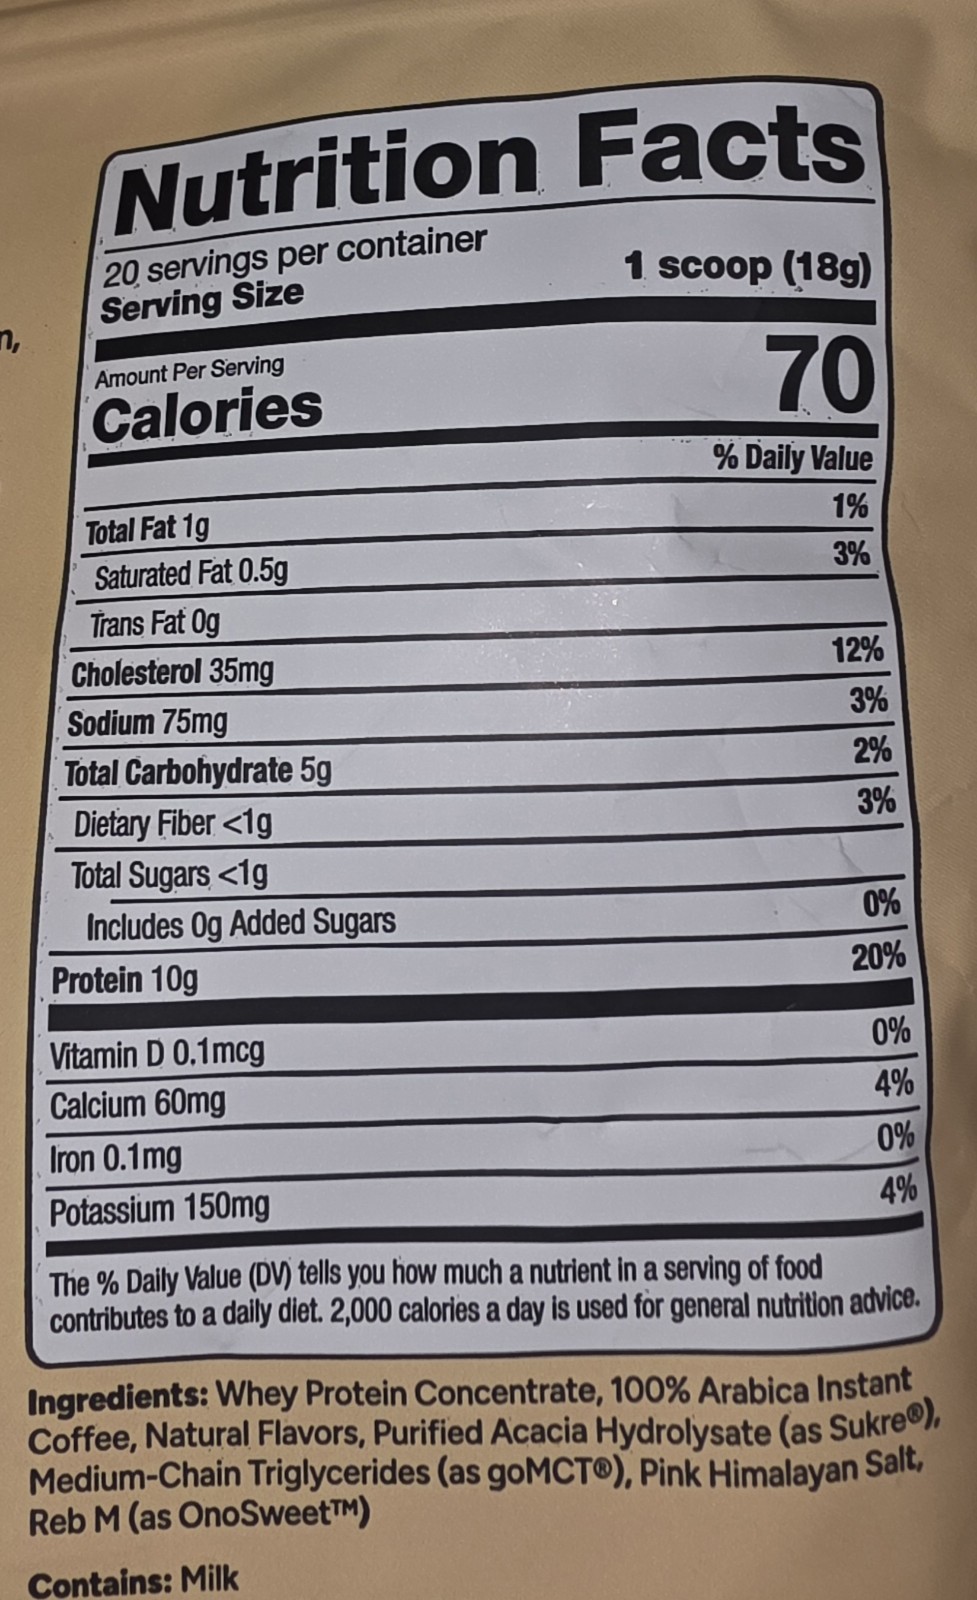 Nutrition Facts
20 servings per container
Serving Size 1 scoop (18g)
Amount Per Serving
Calories 70
% Daily Value
Total Fat 1g 1%
Saturated Fat 0.5g 3%
Trans Fat 0g
Cholesterol 35mg 12%
Sodium 75mg 3%
Total Carbohydrate 5g 2%
Dietary Fiber <1g 3%
Total Sugars <1g
Includes 0g Added Sugars 0%
Protein 10g 20%
Vitamin D 0.1mcg 0%
Calcium 60mg 4%
Iron 0.1mg 0%
Potassium 150mg 4%
The % Daily Value (DV) tells you how much a nutrient in a serving of food
contributes to a daily diet. 2,000 calories a day is used for general nutrition advice.
Ingredients: Whey Protein Concentrate, 100% Arabica Instant
Coffee, Natural Flavors, Purified Acacia Hydrolysate (as Sukre®),
Medium-Chain Triglycerides (as goMCT®), Pink Himalayan Salt,
Reb M (as OnoSweet™)
Contains: Milk